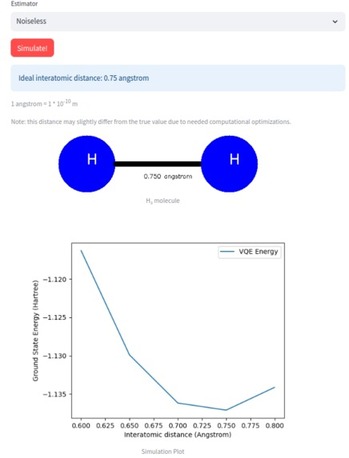 Estimator
Noiseless
Simulate!
Ideal interatomic distance: 0.75 angstrom
1 angstrom = 1 * 10⁻¹⁰ m
Note: this distance may slightly differ from the true value due to needed computational optimizations.
H H
0.750 angstrom
H₂ molecule
VQE Energy
Ground State Energy (Hartree)
−1.120
−1.125
−1.130
−1.135
0.600 0.625 0.650 0.675 0.700 0.725 0.750 0.775 0.800
Interatomic distance (Angstrom)
Simulation Plot